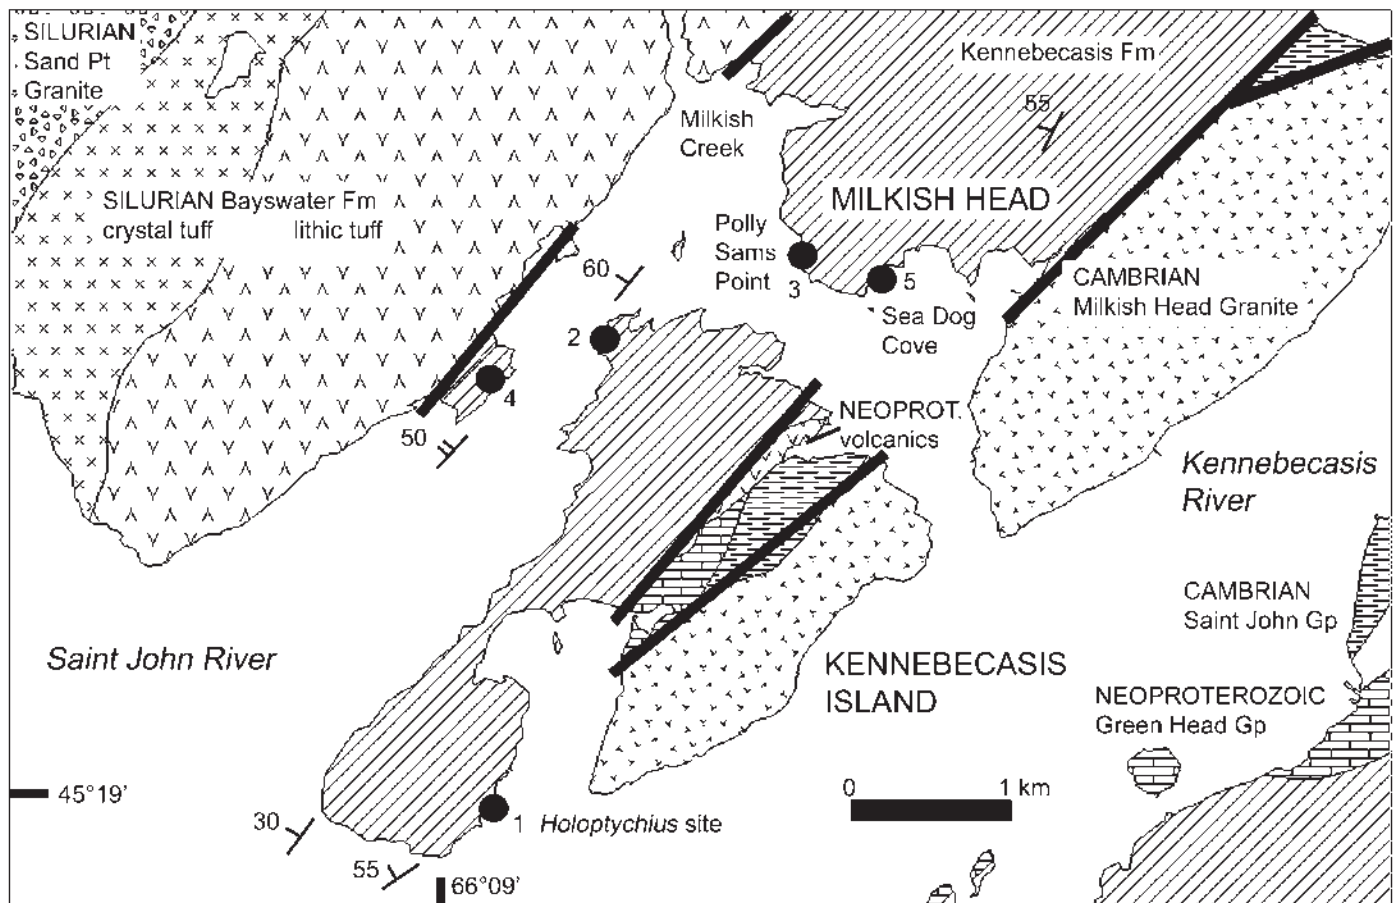 SILURIAN
Sand Pt
Granite
Kennebecasis Fm
55
Milkish
Creek
MILKISH HEAD
SILURIAN Bayswater Fm
crystal tuff lithic tuff
Polly
Sams
Point
60
3
5
CAMBRIAN
Milkish Head Granite
Sea Dog
Cove
2
4
50
NEOPROT.
volcanics
Kennebecasis
River
CAMBRIAN
Saint John Gp
Saint John River
KENNEBECASIS
ISLAND
NEOPROTEROZOIC
Green Head Gp
45°19'
0 1 km
30
1 Holoptychius site
55
66°09'